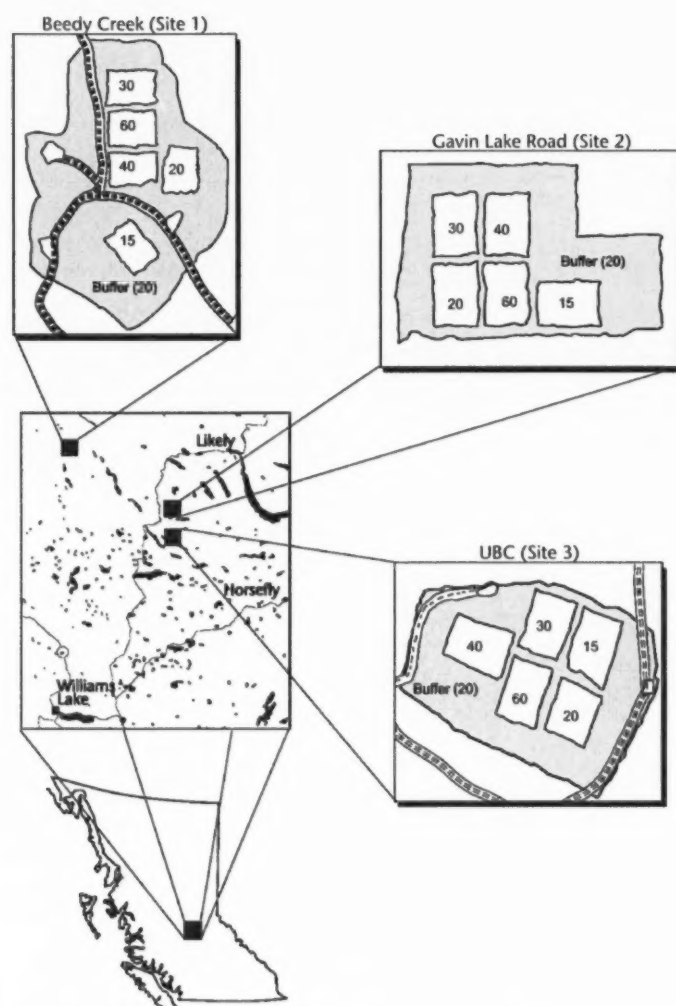 Beedy Creek (Site 1)
30
60
40
20
15
Buffer (20)
Gavin Lake Road (Site 2)
30
40
Buffer (20)
20
60
15
Likely
Horsefly
Williams
Lake
UBC (Site 3)
30
15
40
Buffer (20)
60
20